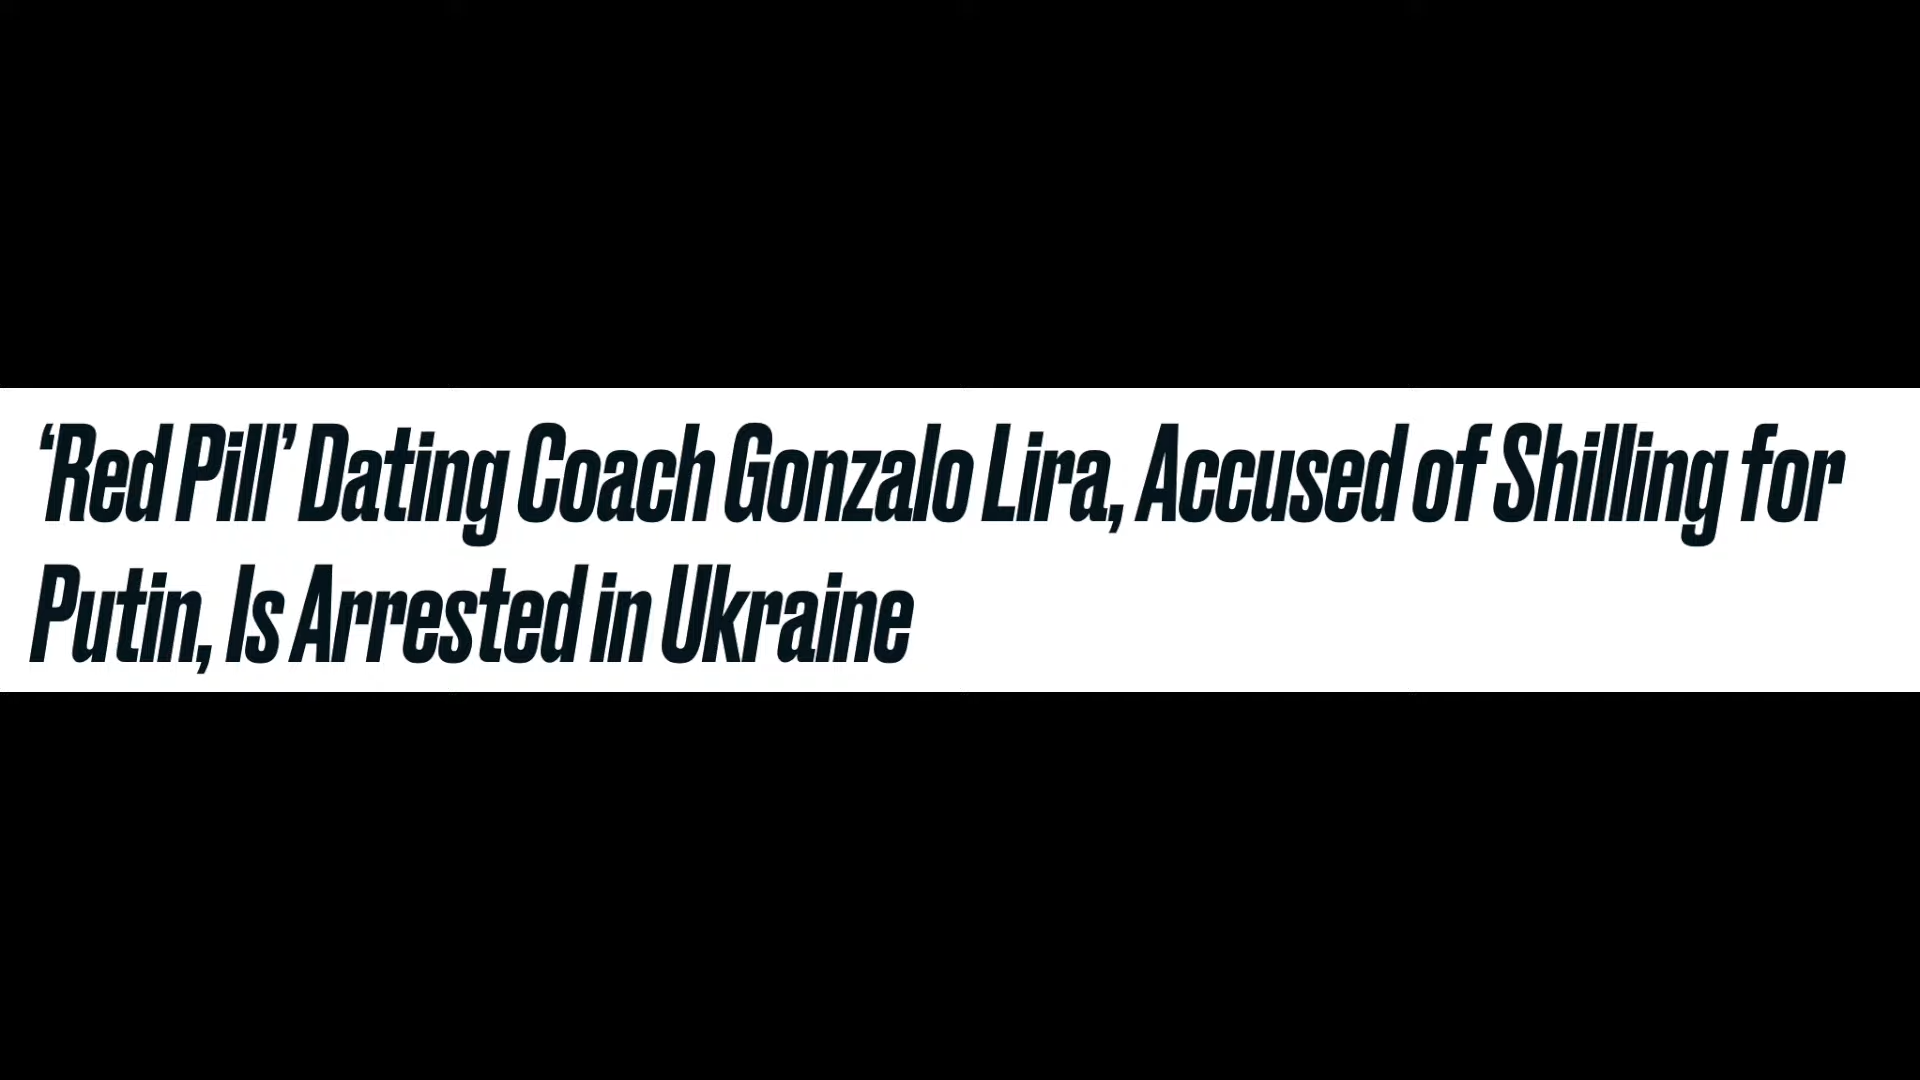 ‘Red Pill’ Dating Coach Gonzalo Lira, Accused of Shilling for
Putin, Is Arrested in Ukraine